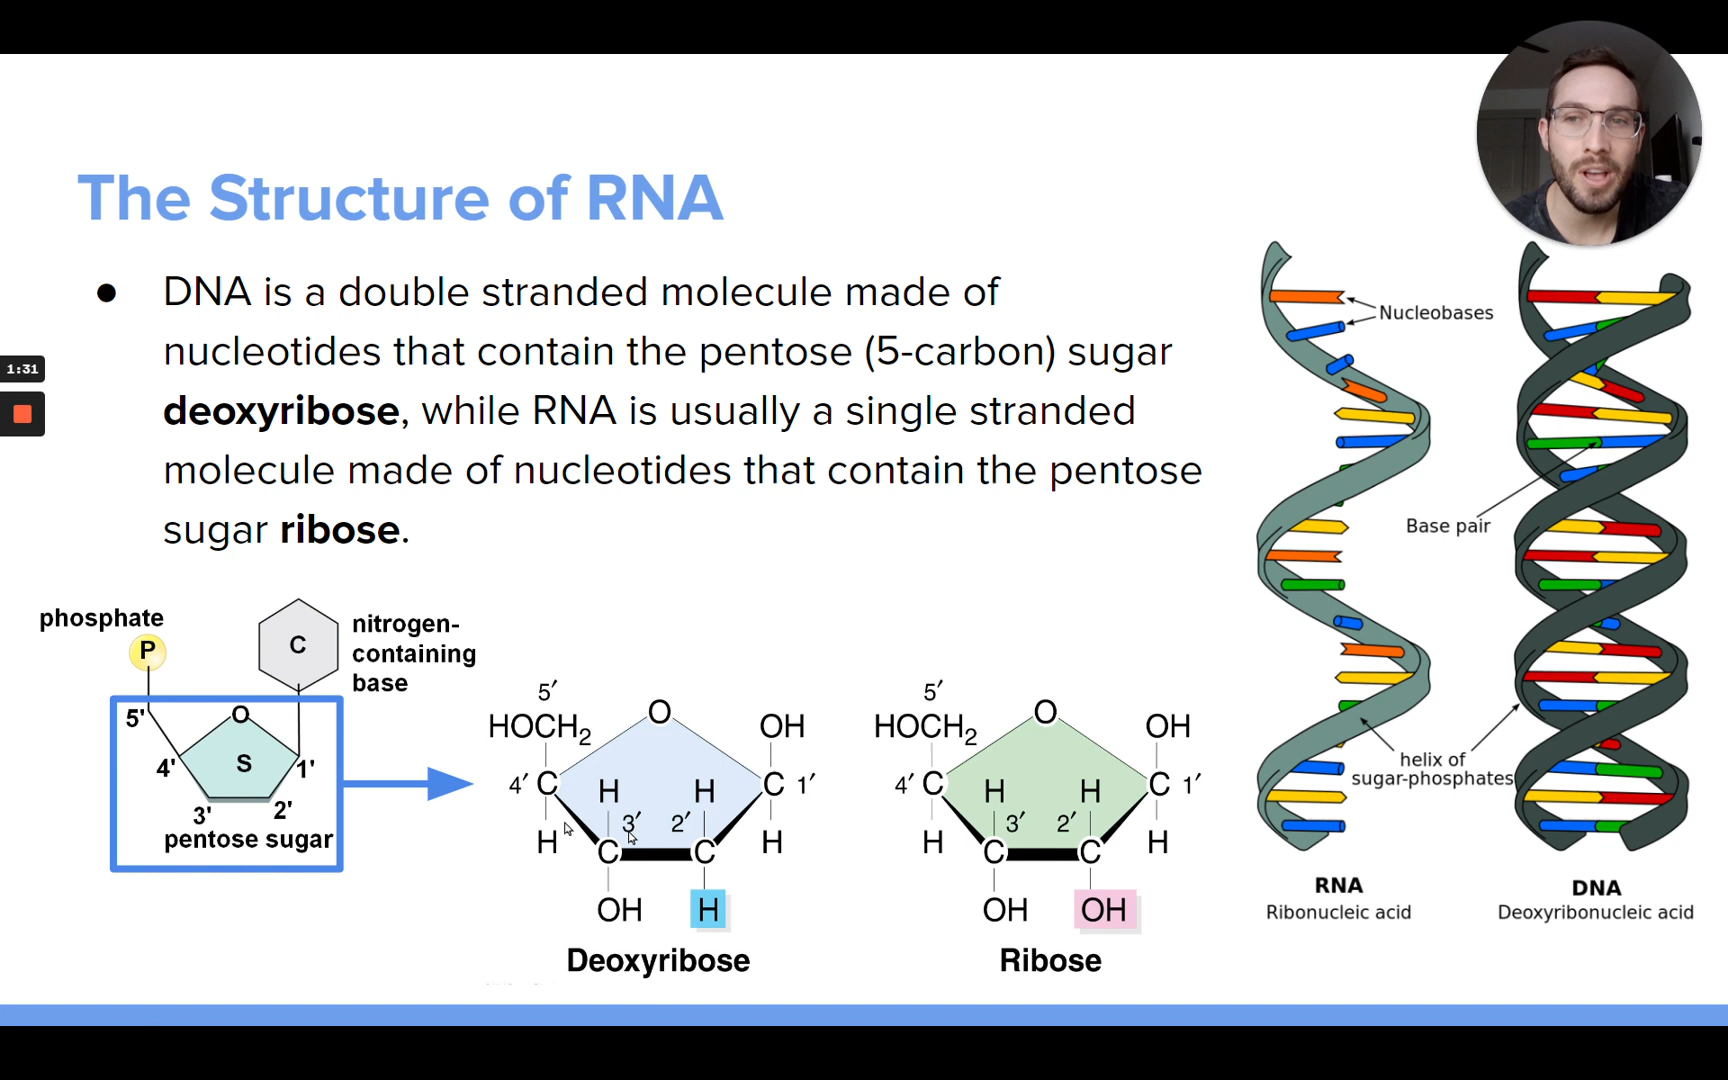 The Structure of RNA
● DNA is a double stranded molecule made of
nucleotides that contain the pentose (5-carbon) sugar
deoxyribose, while RNA is usually a single stranded
molecule made of nucleotides that contain the pentose
sugar ribose.
1:31
phosphate
P
C
nitrogen-
containing
base
5'
O
4'
S
1'
3'
2'
pentose sugar
5′
HOCH2
O
OH
4′ C
H
H
C 1′
3′
2′
H
C
C
H
OH
H
Deoxyribose
5′
HOCH2
O
OH
4′ C
H
H
C 1′
3′
2′
H
C
C
H
OH
OH
Ribose
Nucleobases
Base pair
helix of
sugar-phosphates
RNA
Ribonucleic acid
DNA
Deoxyribonucleic acid